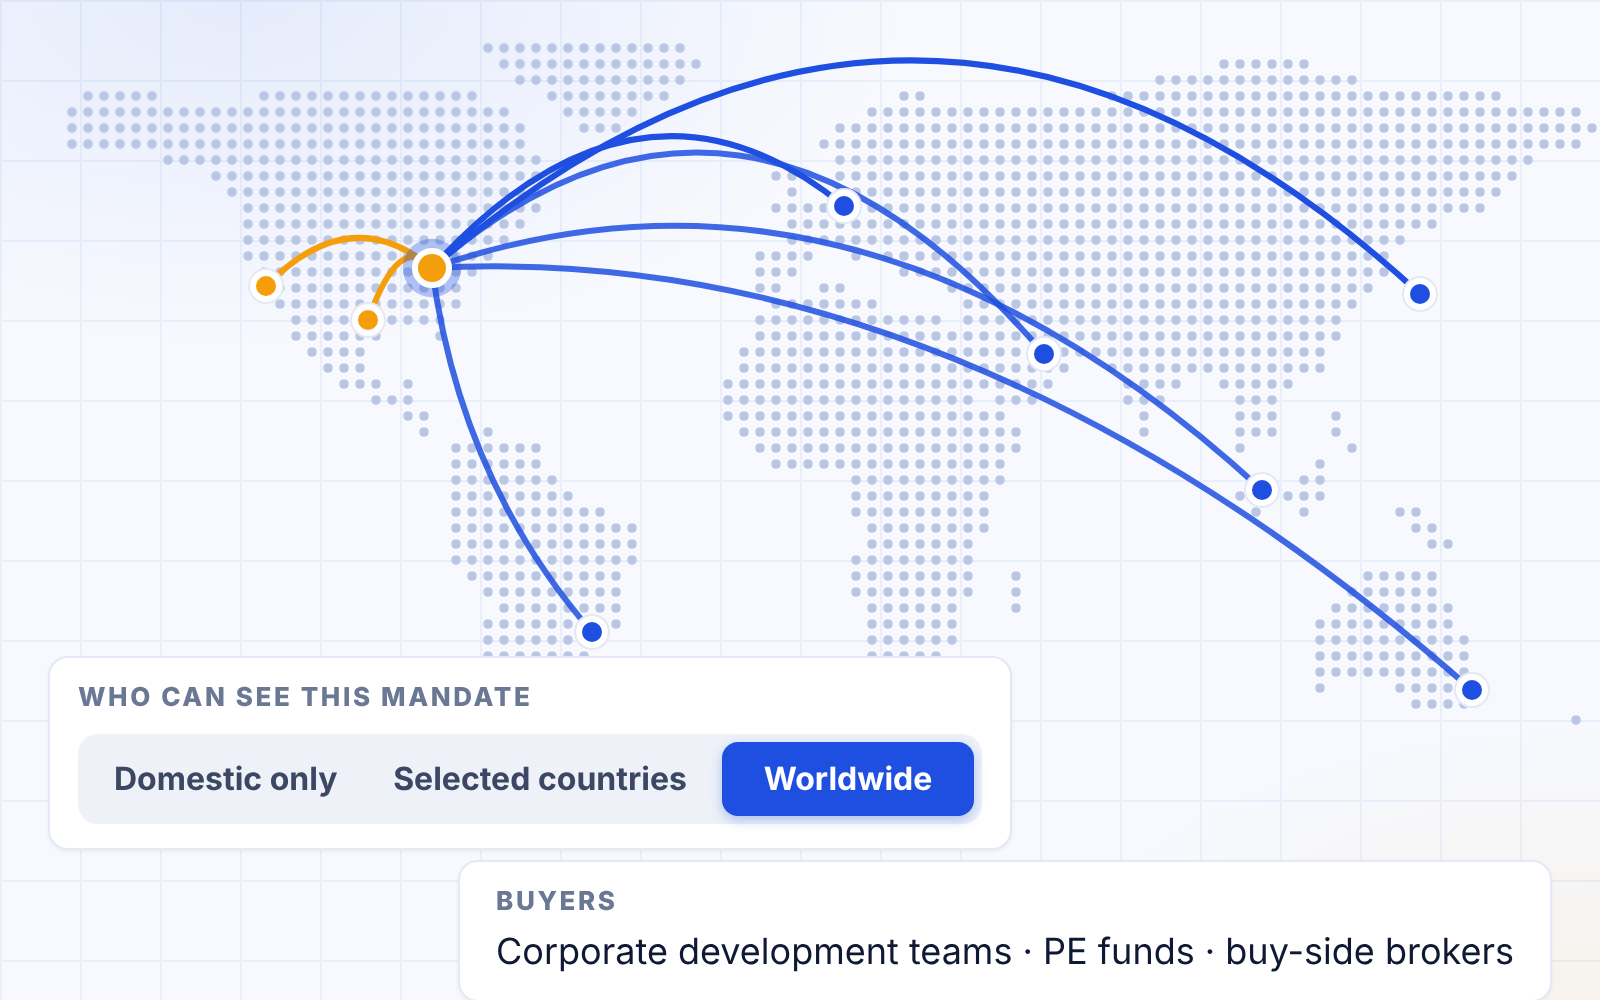 WHO CAN SEE THIS MANDATE
Domestic only Selected countries Worldwide
BUYERS
Corporate development teams · PE funds · buy-side brokers